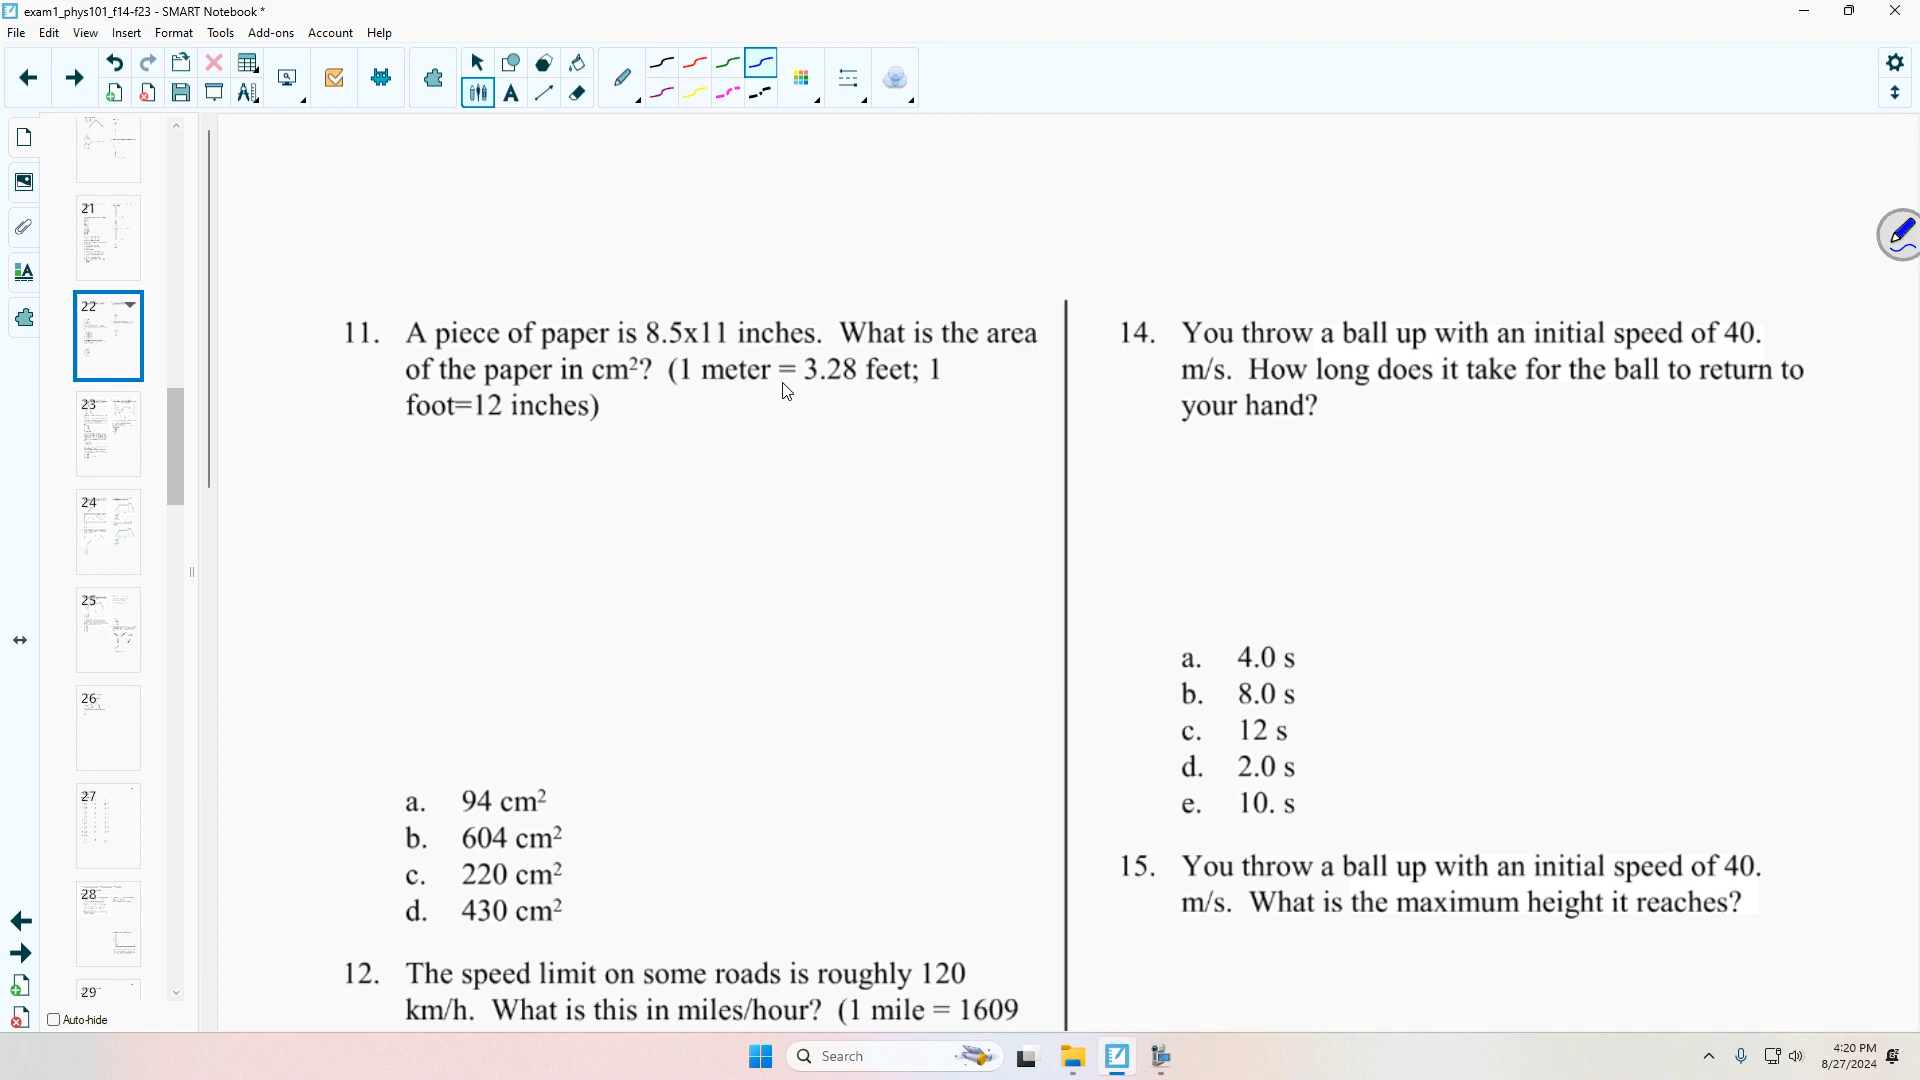 exam1_phys101_f14-f23 - SMART Notebook *
File Edit View Insert Format Tools Add-ons Account Help
21
22
23
24
25
26
27
28
29
Auto-hide
11. A piece of paper is 8.5x11 inches. What is the area
of the paper in cm²? (1 meter = 3.28 feet; 1
foot=12 inches)
a. 94 cm²
b. 604 cm²
c. 220 cm²
d. 430 cm²
12. The speed limit on some roads is roughly 120
km/h. What is this in miles/hour? (1 mile = 1609
14. You throw a ball up with an initial speed of 40.
m/s. How long does it take for the ball to return to
your hand?
a. 4.0 s
b. 8.0 s
c. 12 s
d. 2.0 s
e. 10. s
15. You throw a ball up with an initial speed of 40.
m/s. What is the maximum height it reaches?
Search
4:20 PM
8/27/2024